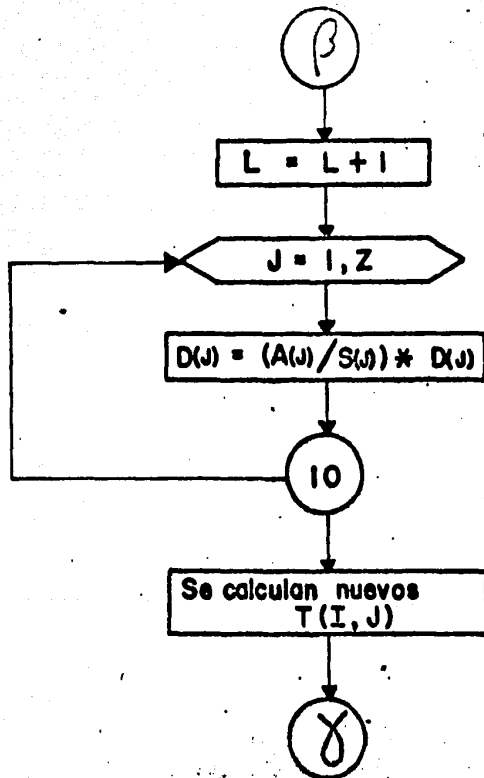 β
L = L + 1
J = 1, Z
D(J) = (A(J) / S(J)) * D(J)
10
Se calculan nuevos
T(I, J)
γ